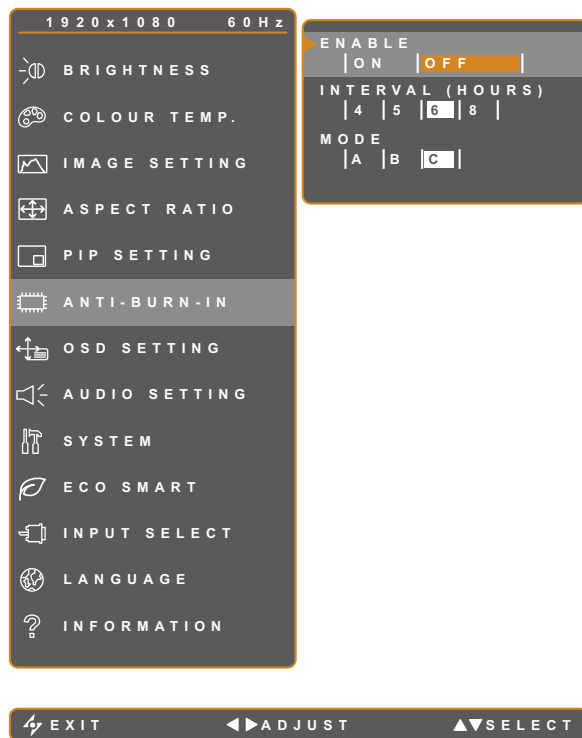 1920x1080 60Hz
BRIGHTNESS
COLOUR TEMP.
IMAGE SETTING
ASPECT RATIO
PIP SETTING
ANTI-BURN-IN
OSD SETTING
AUDIO SETTING
SYSTEM
ECO SMART
INPUT SELECT
LANGUAGE
INFORMATION
ENABLE
ON OFF
INTERVAL (HOURS)
4 5 6 8
MODE
A B C
EXIT ADJUST SELECT